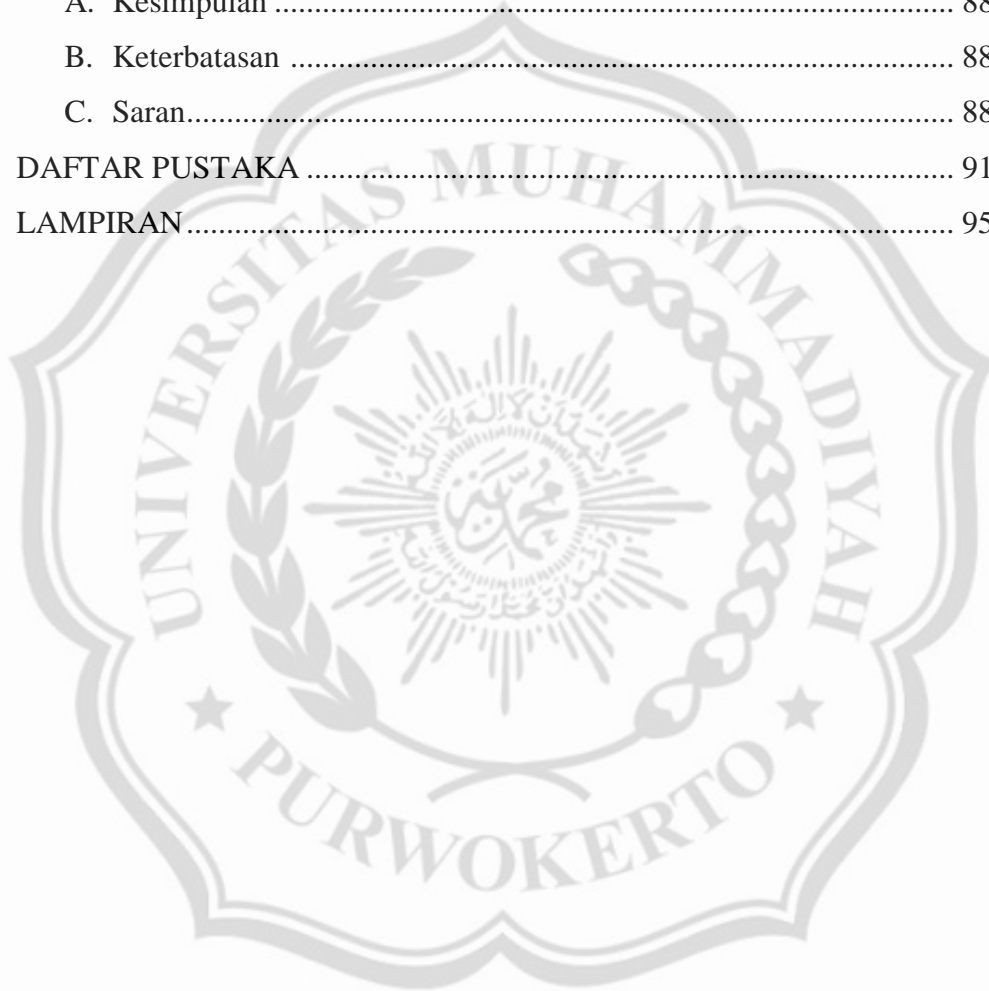 A. Kesimpulan ........................................................................................ 88
B. Keterbatasan ...................................................................................... 88
C. Saran................................................................................................... 88
DAFTAR PUSTAKA .................................................................................... 91
LAMPIRAN................................................................................................... 95
UNIVERSITAS MUHAMMADIYAH
PURWOKERTO